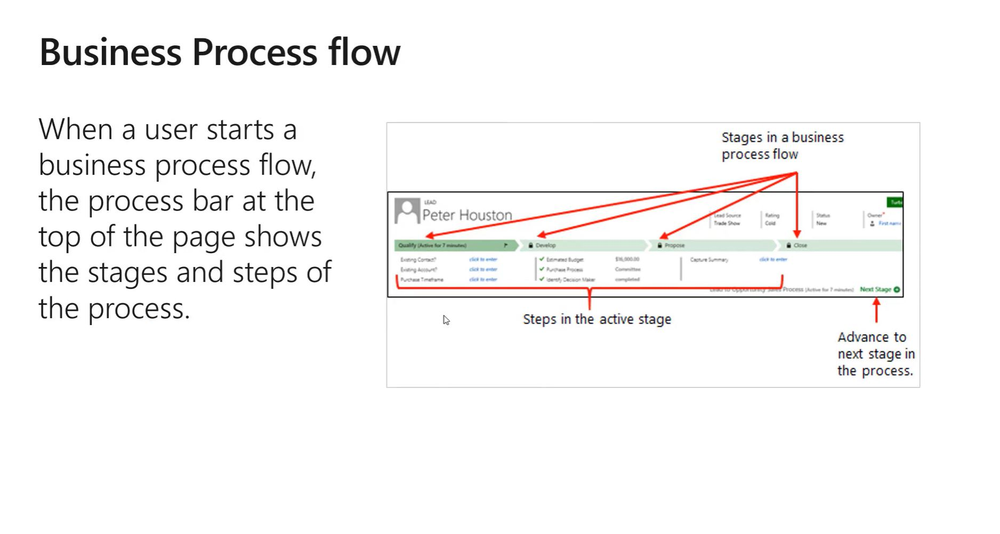 Business Process flow
When a user starts a
business process flow,
the process bar at the
top of the page shows
the stages and steps of
the process.
Stages in a business
process flow
LEAD
Peter Houston
Lead Source
Trade Show
Rating
Cold
Status
New
Owner*
First name
Qualify (Active for 7 minutes)
Develop
Propose
Close
Existing Contact? click to enter
Existing Account? click to enter
Purchase Timeframe click to enter
Estimated Budget
Purchase Process Committee
Identify Decision Maker completed
Capture Summary click to enter
Lead to Opportunity Sales Process (Active for 7 minutes) Next Stage
Steps in the active stage
Advance to
next stage in
the process.